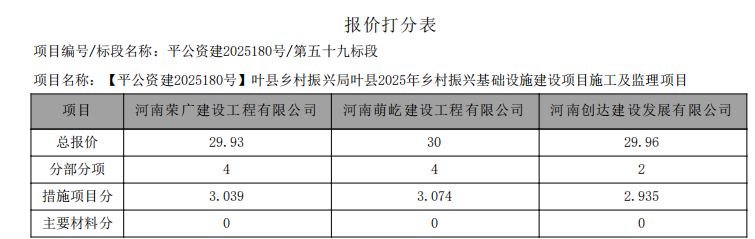 报价打分表
项目编号/标段名称：平公资建2025180号/第五十九标段
项目名称：【平公资建2025180号】叶县乡村振兴局叶县2025年乡村振兴基础设施建设项目施工及监理项目
项目 河南荣广建设工程有限公司 河南萌屹建设工程有限公司 河南创达建设发展有限公司
总报价 29.93 30 29.96
分部分项 4 4 2
措施项目分 3.039 3.074 2.935
主要材料分 0 0 0